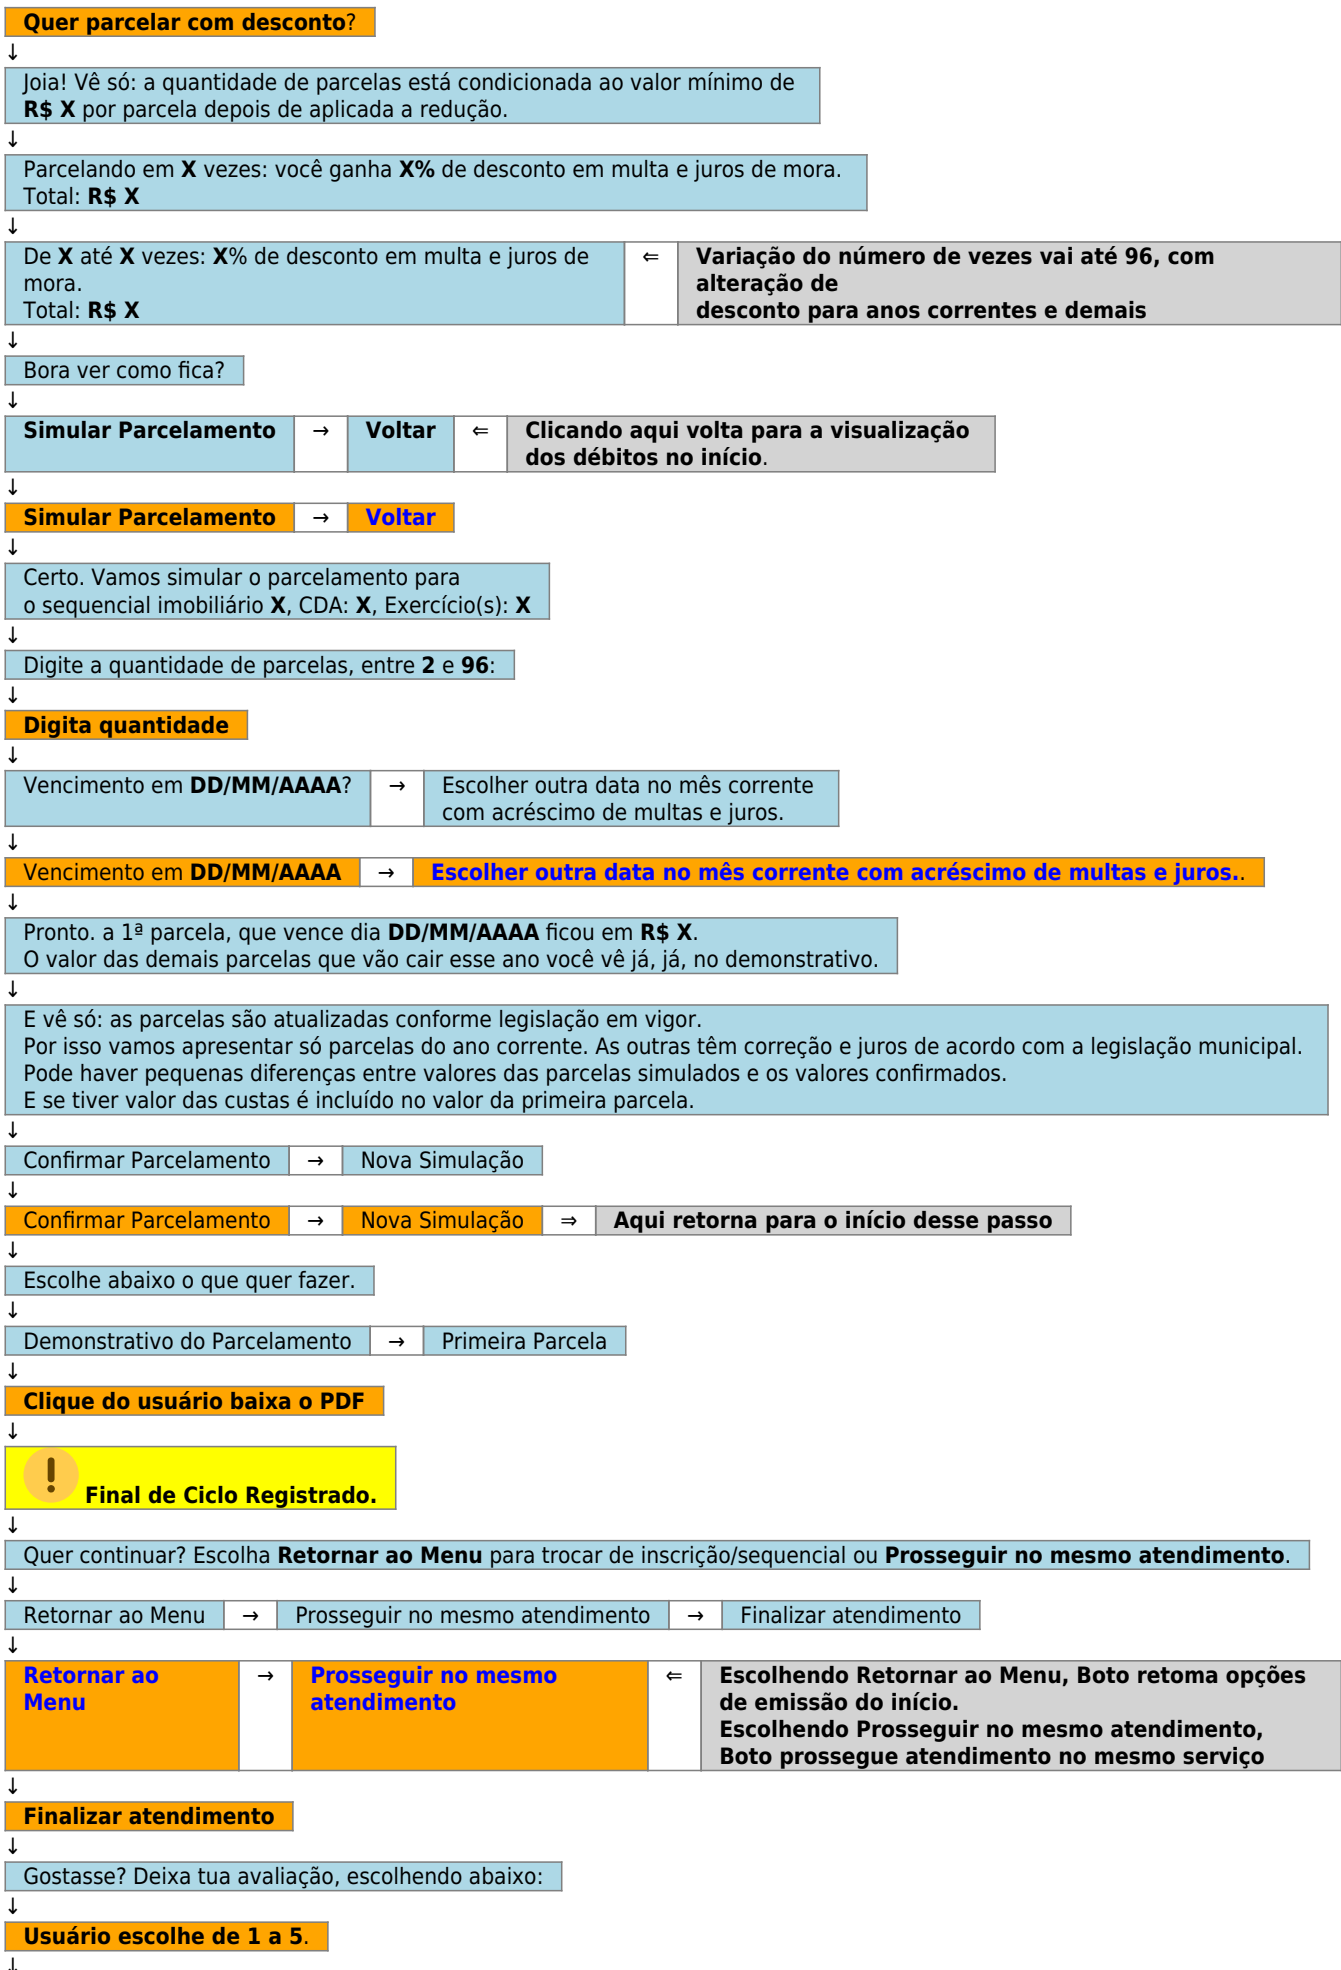 Quer parcelar com desconto?
↓
Joia! Vê só: a quantidade de parcelas está condicionada ao valor mínimo de
R$ X por parcela depois de aplicada a redução.
↓
Parcelando em X vezes: você ganha X% de desconto em multa e juros de mora.
Total: R$ X
↓
De X até X vezes: X% de desconto em multa e juros de
mora.
Total: R$ X
⇐
Variação do número de vezes vai até 96, com
alteração de
desconto para anos correntes e demais
↓
Bora ver como fica?
↓
Simular Parcelamento → Voltar ⇐ Clicando aqui volta para a visualização
dos débitos no início.
↓
Simular Parcelamento → Voltar
↓
Certo. Vamos simular o parcelamento para
o sequencial imobiliário X, CDA: X, Exercício(s): X
↓
Digite a quantidade de parcelas, entre 2 e 96:
↓
Digita quantidade
↓
Vencimento em DD/MM/AAAA? → Escolher outra data no mês corrente
com acréscimo de multas e juros.
↓
Vencimento em DD/MM/AAAA → Escolher outra data no mês corrente com acréscimo de multas e juros..
↓
Pronto. a 1ª parcela, que vence dia DD/MM/AAAA ficou em R$ X.
O valor das demais parcelas que vão cair esse ano você vê já, já, no demonstrativo.
↓
E vê só: as parcelas são atualizadas conforme legislação em vigor.
Por isso vamos apresentar só parcelas do ano corrente. As outras têm correção e juros de acordo com a legislação municipal.
Pode haver pequenas diferenças entre valores das parcelas simulados e os valores confirmados.
E se tiver valor das custas é incluído no valor da primeira parcela.
↓
Confirmar Parcelamento → Nova Simulação
↓
Confirmar Parcelamento → Nova Simulação ⇒ Aqui retorna para o início desse passo
↓
Escolhe abaixo o que quer fazer.
↓
Demonstrativo do Parcelamento → Primeira Parcela
↓
Clique do usuário baixa o PDF
↓
! Final de Ciclo Registrado.
↓
Quer continuar? Escolha Retornar ao Menu para trocar de inscrição/sequencial ou Prosseguir no mesmo atendimento.
↓
Retornar ao Menu → Prosseguir no mesmo atendimento → Finalizar atendimento
↓
Retornar ao
Menu
→
Prosseguir no mesmo
atendimento
⇐
Escolhendo Retornar ao Menu, Boto retoma opções
de emissão do início.
Escolhendo Prosseguir no mesmo atendimento,
Boto prossegue atendimento no mesmo serviço
↓
Finalizar atendimento
↓
Gostasse? Deixa tua avaliação, escolhendo abaixo:
↓
Usuário escolhe de 1 a 5.
↓